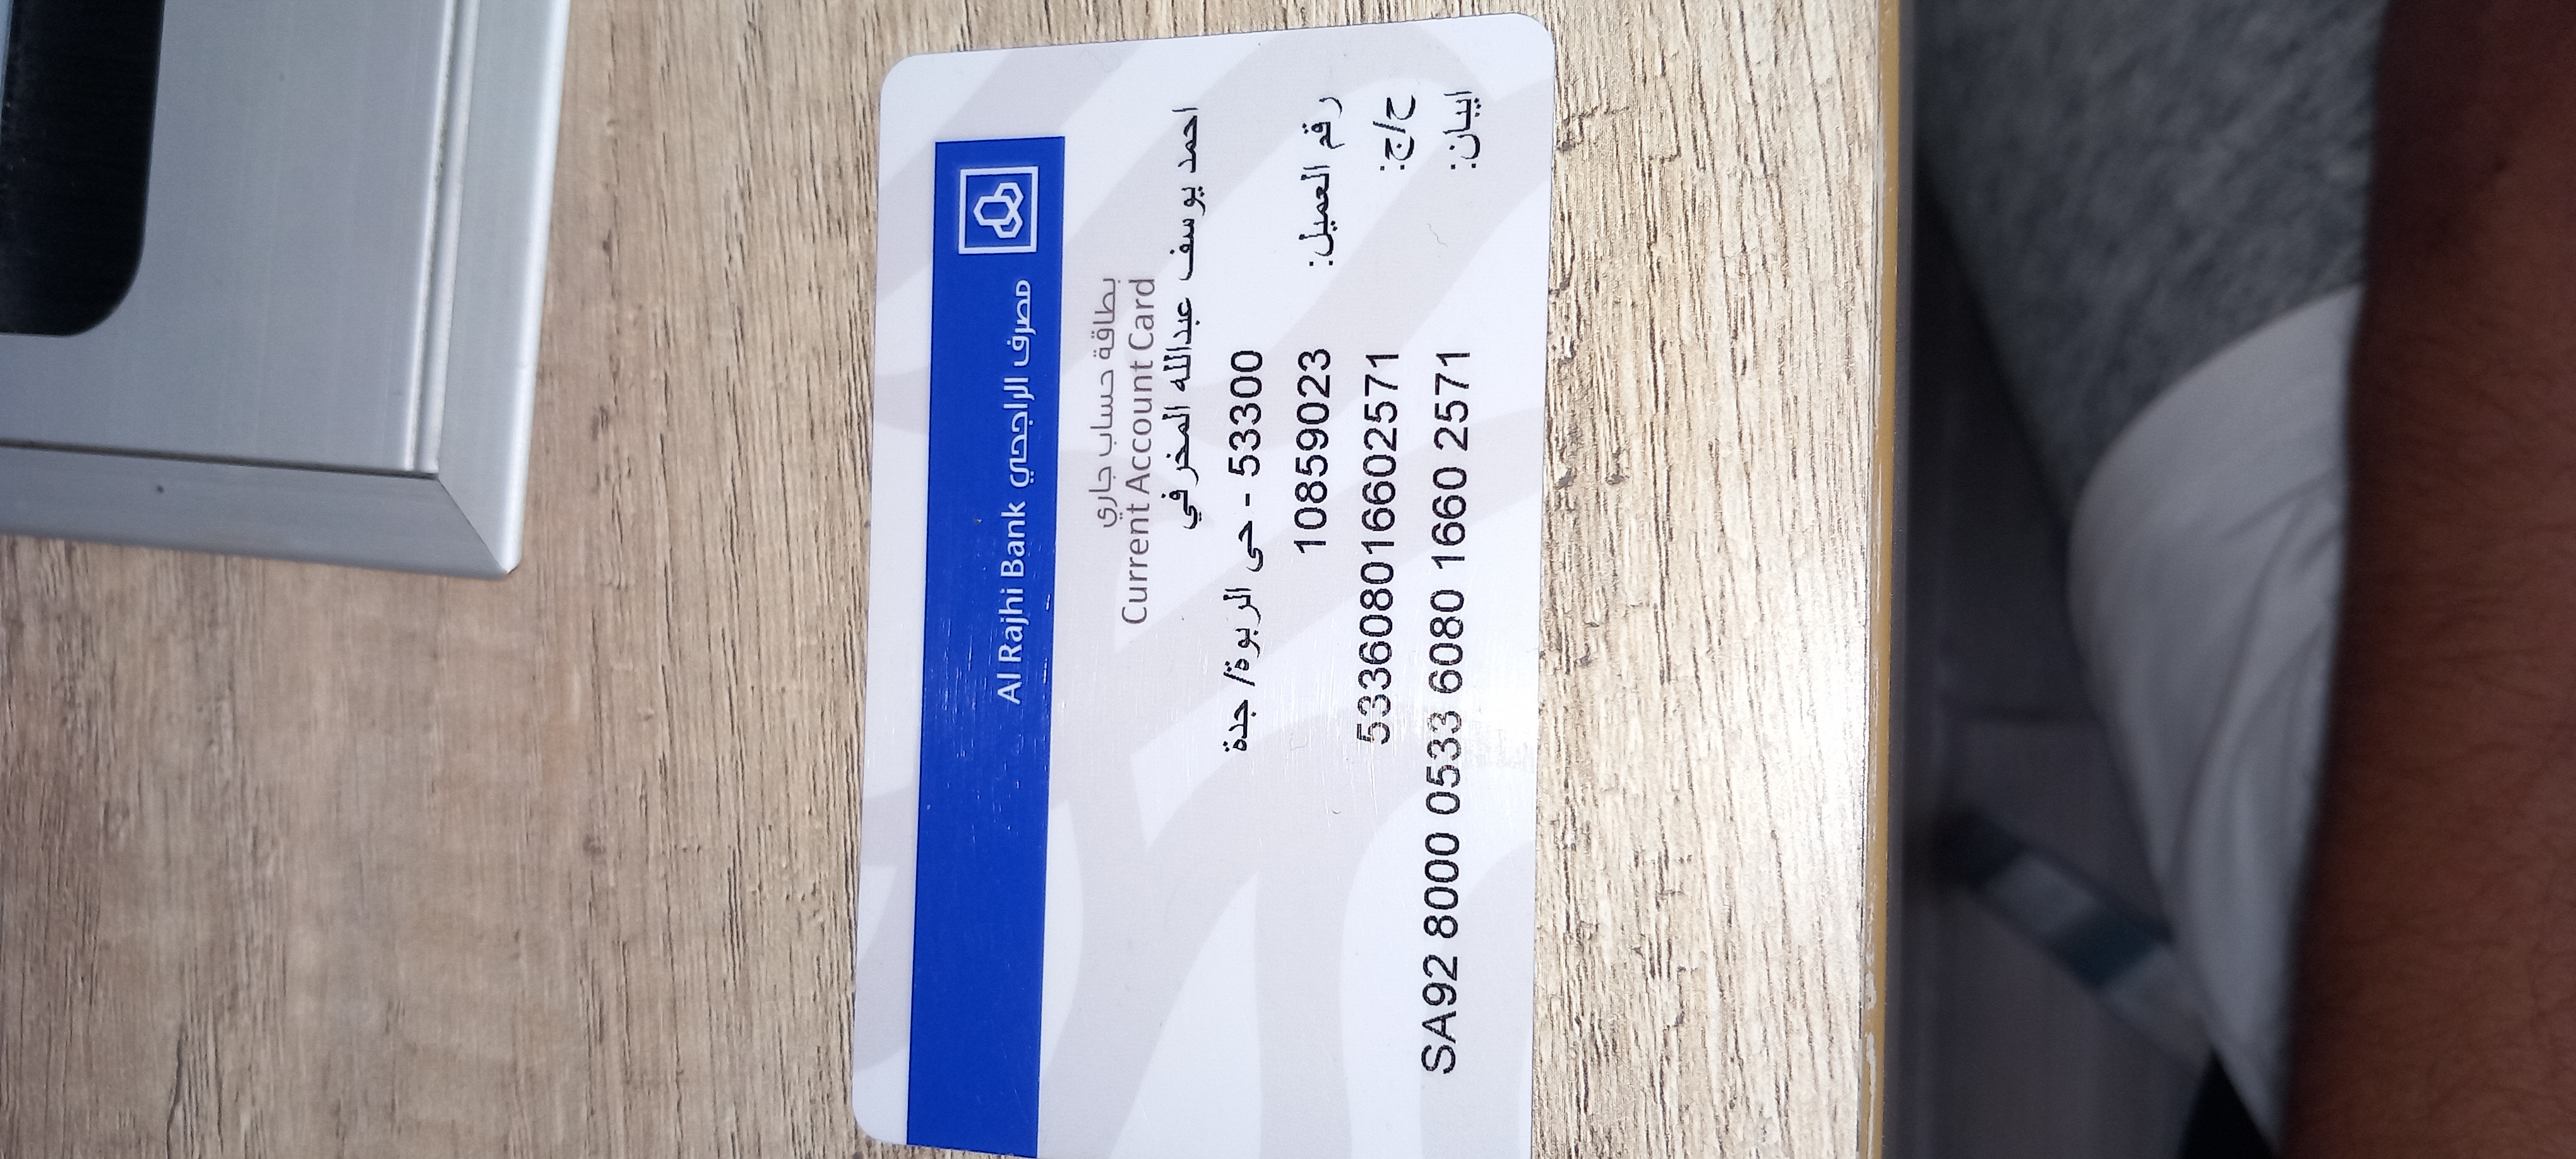 مصرف الراجحي Al Rajhi Bank
بطاقة حساب جاري
Current Account Card
احمد يوسف عبدالله المخرفي
53300 - حى الربوة/ جدة
رقم العميل: 10859023
ح/ج: 533608016602571
ايبان: SA92 8000 0533 6080 1660 2571